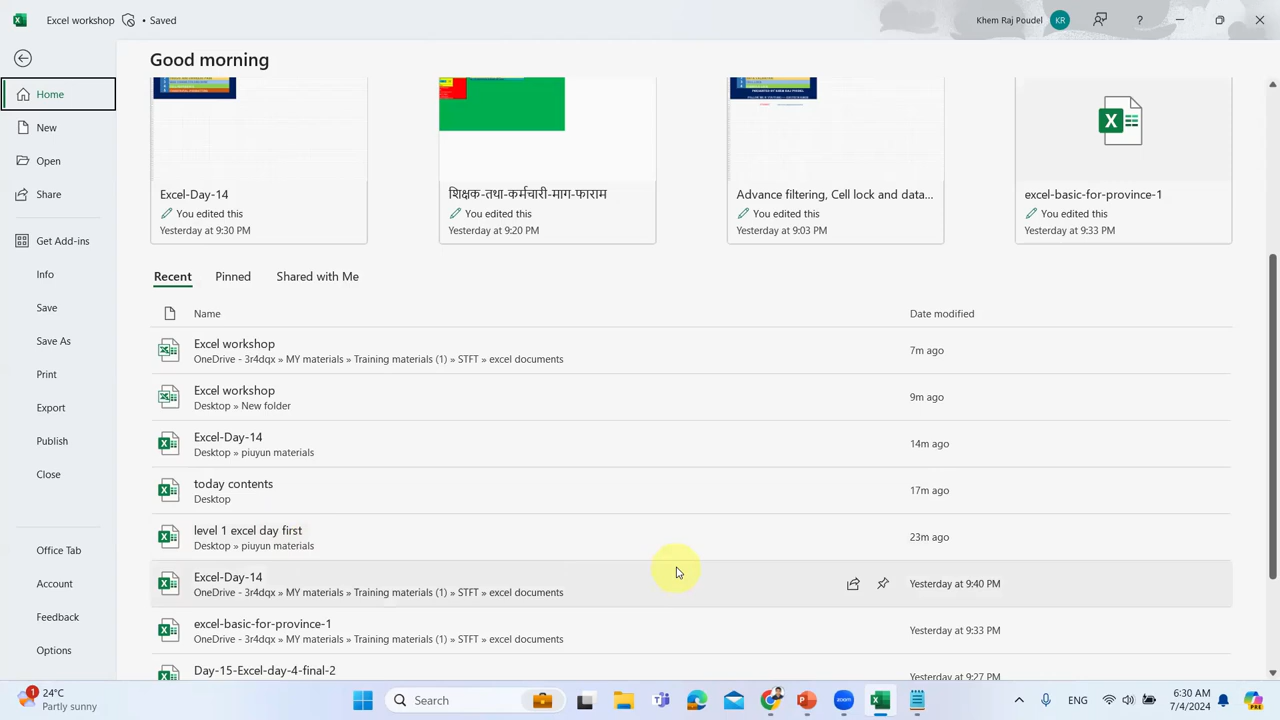 Excel workshop • Saved
Khem Raj Poudel KR ?
Good morning
Home
New
Open
Share
Get Add-ins
Info
Save
Save As
Print
Export
Publish
Close
Office Tab
Account
Feedback
Options
Excel-Day-14
You edited this
Yesterday at 9:30 PM
शिक्षक-तथा-कर्मचारी-माग-फाराम
You edited this
Yesterday at 9:20 PM
Advance filtering, Cell lock and data...
You edited this
Yesterday at 9:03 PM
excel-basic-for-province-1
You edited this
Yesterday at 9:33 PM
Recent Pinned Shared with Me
Name Date modified
Excel workshop
OneDrive - 3r4dqx » MY materials » Training materials (1) » STFT » excel documents
7m ago
Excel workshop
Desktop » New folder
9m ago
Excel-Day-14
Desktop » piuyun materials
14m ago
today contents
Desktop
17m ago
level 1 excel day first
Desktop » piuyun materials
23m ago
Excel-Day-14
OneDrive - 3r4dqx » MY materials » Training materials (1) » STFT » excel documents
Yesterday at 9:40 PM
excel-basic-for-province-1
OneDrive - 3r4dqx » MY materials » Training materials (1) » STFT » excel documents
Yesterday at 9:33 PM
Day-15-Excel-day-4-final-2
Yesterday at 9:27 PM
1
24°C
Partly sunny
Search
zoom
ENG
6:30 AM
7/4/2024